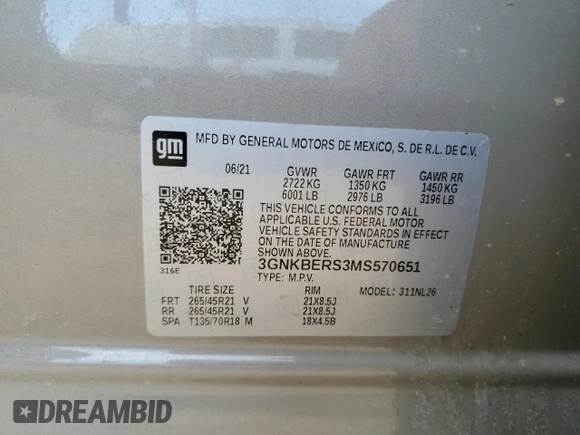 gm
MFD BY GENERAL MOTORS DE MEXICO, S. DE R.L. DE C.V.
06/21 GVWR GAWR FRT GAWR RR
2722 KG 1350 KG 1450 KG
6001 LB 2976 LB 3196 LB
THIS VEHICLE CONFORMS TO ALL
APPLICABLE U.S. FEDERAL MOTOR
VEHICLE SAFETY STANDARDS IN
EFFECT ON THE DATE OF MANUFACTURE
SHOWN ABOVE.
316E
3GNKBERS3MS570651
TYPE: M.P.V. MODEL: 311NL26
TIRE SIZE RIM
FRT 265/45R21 V 21X8.5J
RR 265/45R21 V 21X8.5J
SPA T135/70R18 M 18X4.5B
DREAMBID